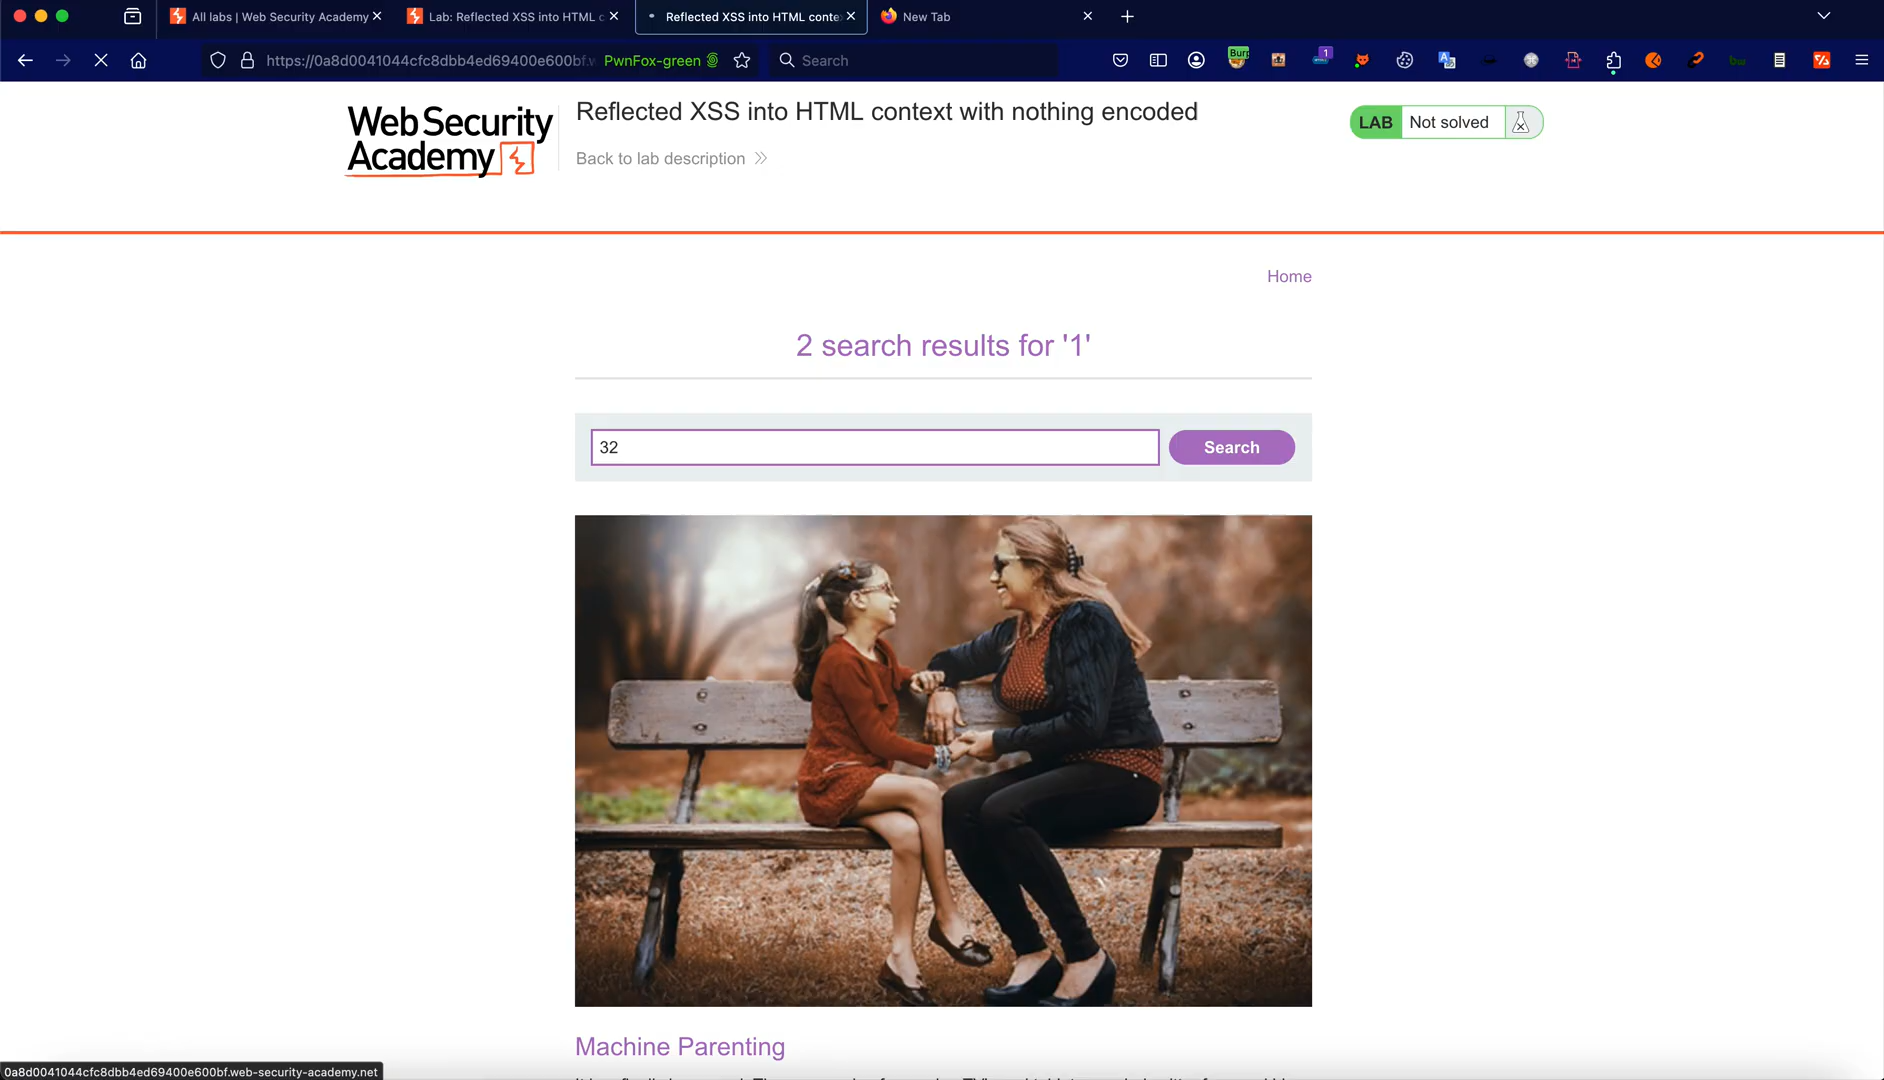 All labs | Web Security Academy
Lab: Reflected XSS into HTML c
Reflected XSS into HTML conte
New Tab
https://0a8d0041044cfc8dbb4ed69400e600bf.w
PwnFox-green
Search
Burp
1
Web Security
Academy
Reflected XSS into HTML context with nothing encoded
Back to lab description
LAB Not solved
Home
2 search results for '1'
32
Search
Machine Parenting
0a8d0041044cfc8dbb4ed69400e600bf.web-security-academy.net